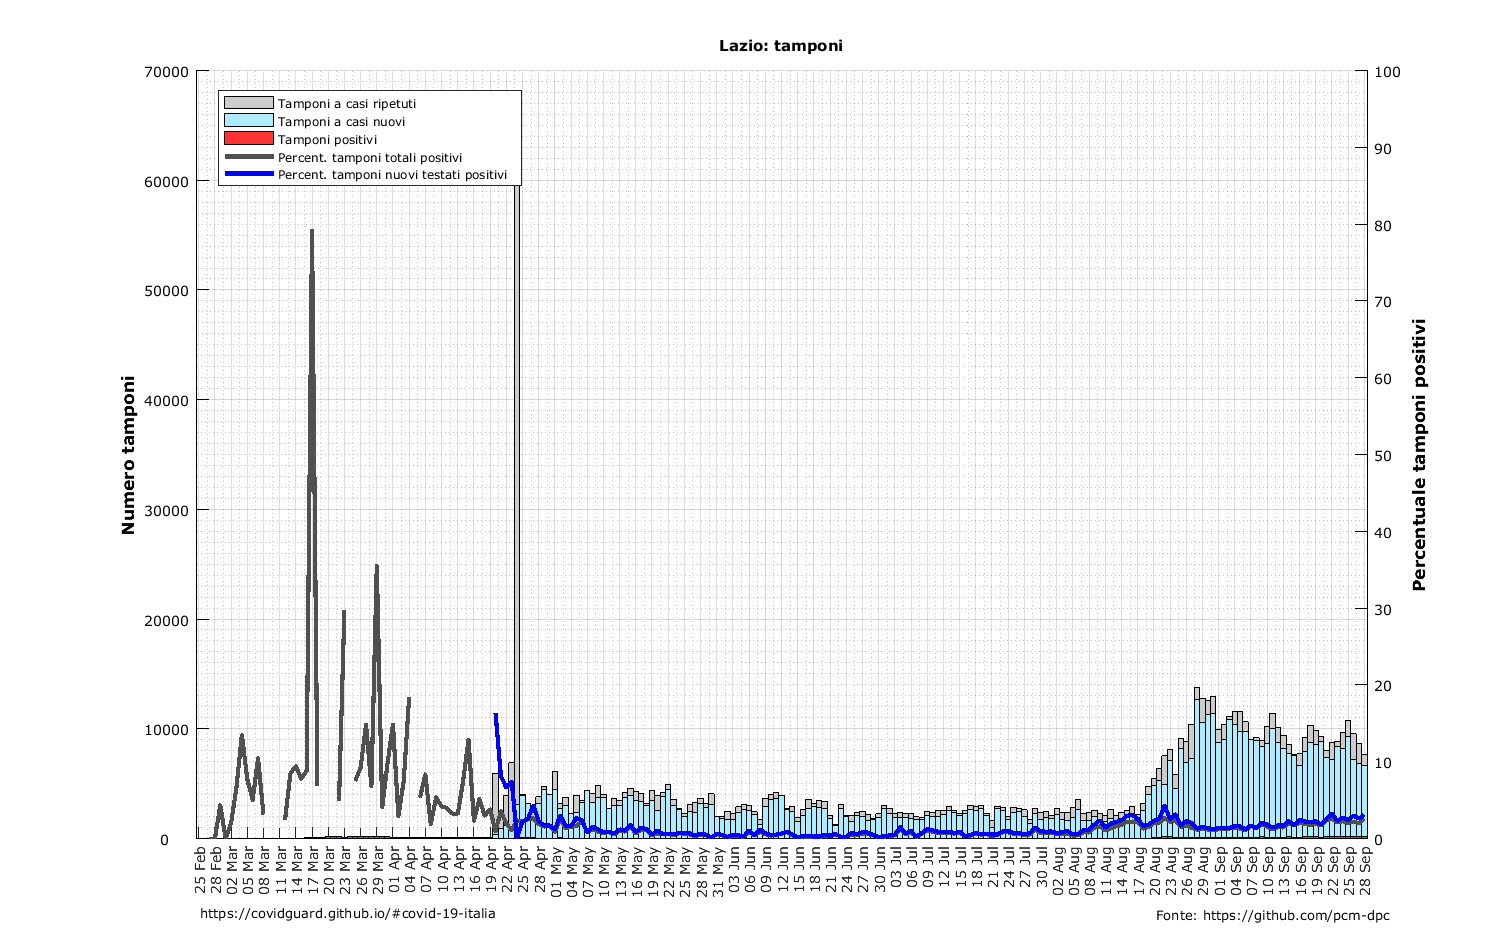 Lazio: tamponi
70000
60000
50000
40000
30000
20000
10000
0
Numero tamponi
Tamponi a casi ripetuti
Tamponi a casi nuovi
Tamponi positivi
Percent. tamponi totali positivi
Percent. tamponi nuovi testati positivi
100
90
80
70
60
50
40
30
20
10
0
Percentuale tamponi positivi
25 Feb
28 Feb
02 Mar
05 Mar
08 Mar
11 Mar
14 Mar
17 Mar
20 Mar
23 Mar
26 Mar
29 Mar
01 Apr
04 Apr
07 Apr
10 Apr
13 Apr
16 Apr
19 Apr
22 Apr
25 Apr
28 Apr
01 May
04 May
07 May
10 May
13 May
16 May
19 May
22 May
25 May
28 May
31 May
03 Jun
06 Jun
09 Jun
12 Jun
15 Jun
18 Jun
21 Jun
24 Jun
27 Jun
30 Jun
03 Jul
06 Jul
09 Jul
12 Jul
15 Jul
18 Jul
21 Jul
24 Jul
27 Jul
30 Jul
02 Aug
05 Aug
08 Aug
11 Aug
14 Aug
17 Aug
20 Aug
23 Aug
26 Aug
29 Aug
01 Sep
04 Sep
07 Sep
10 Sep
13 Sep
16 Sep
19 Sep
22 Sep
25 Sep
28 Sep
https://covidguard.github.io/#covid-19-italia
Fonte: https://github.com/pcm-dpc